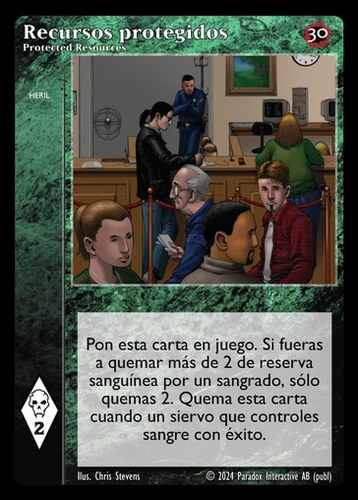 Recursos protegidos
Protected Resources
30
HERIL
Pon esta carta en juego. Si fueras
a quemar más de 2 de reserva
sanguínea por un sangrado, sólo
quemas 2. Quema esta carta
cuando un siervo que controles
sangre con éxito.
2
Ilus. Chris Stevens
© 2024 Paradox Interactive AB (publ)